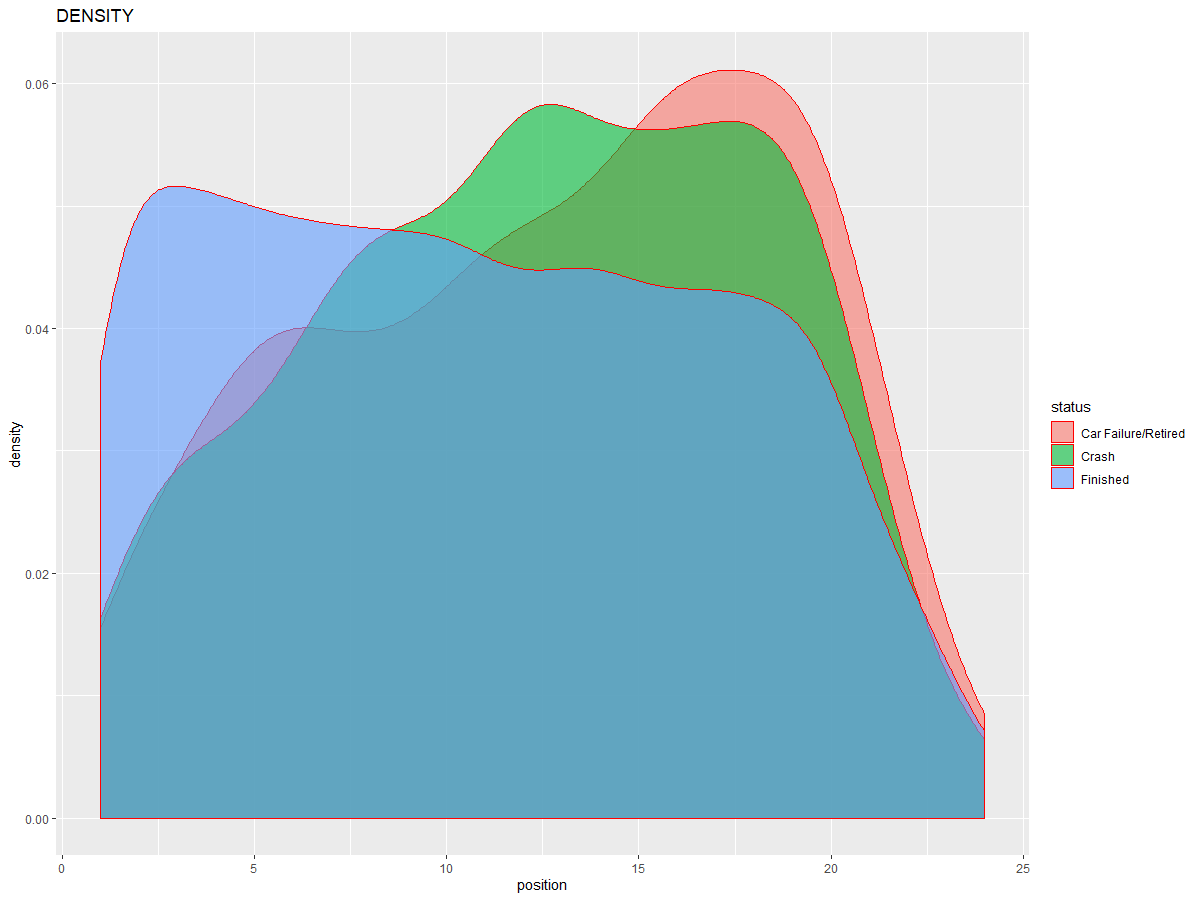 DENSITY
0.06
0.04
0.02
0.00
density
0 5 10 15 20 25
position
status
Car Failure/Retired
Crash
Finished